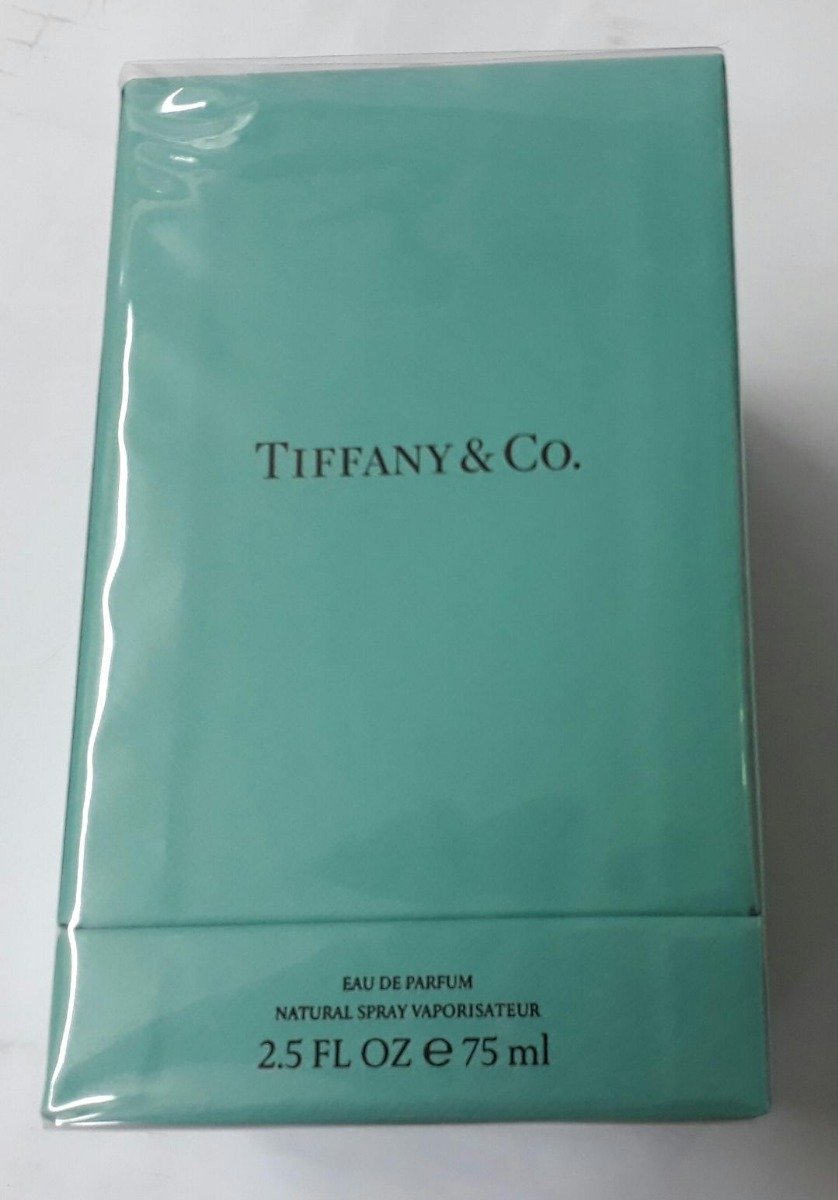 TIFFANY & CO.
EAU DE PARFUM
NATURAL SPRAY VAPORISATEUR
2.5 FL OZ ℮ 75 ml